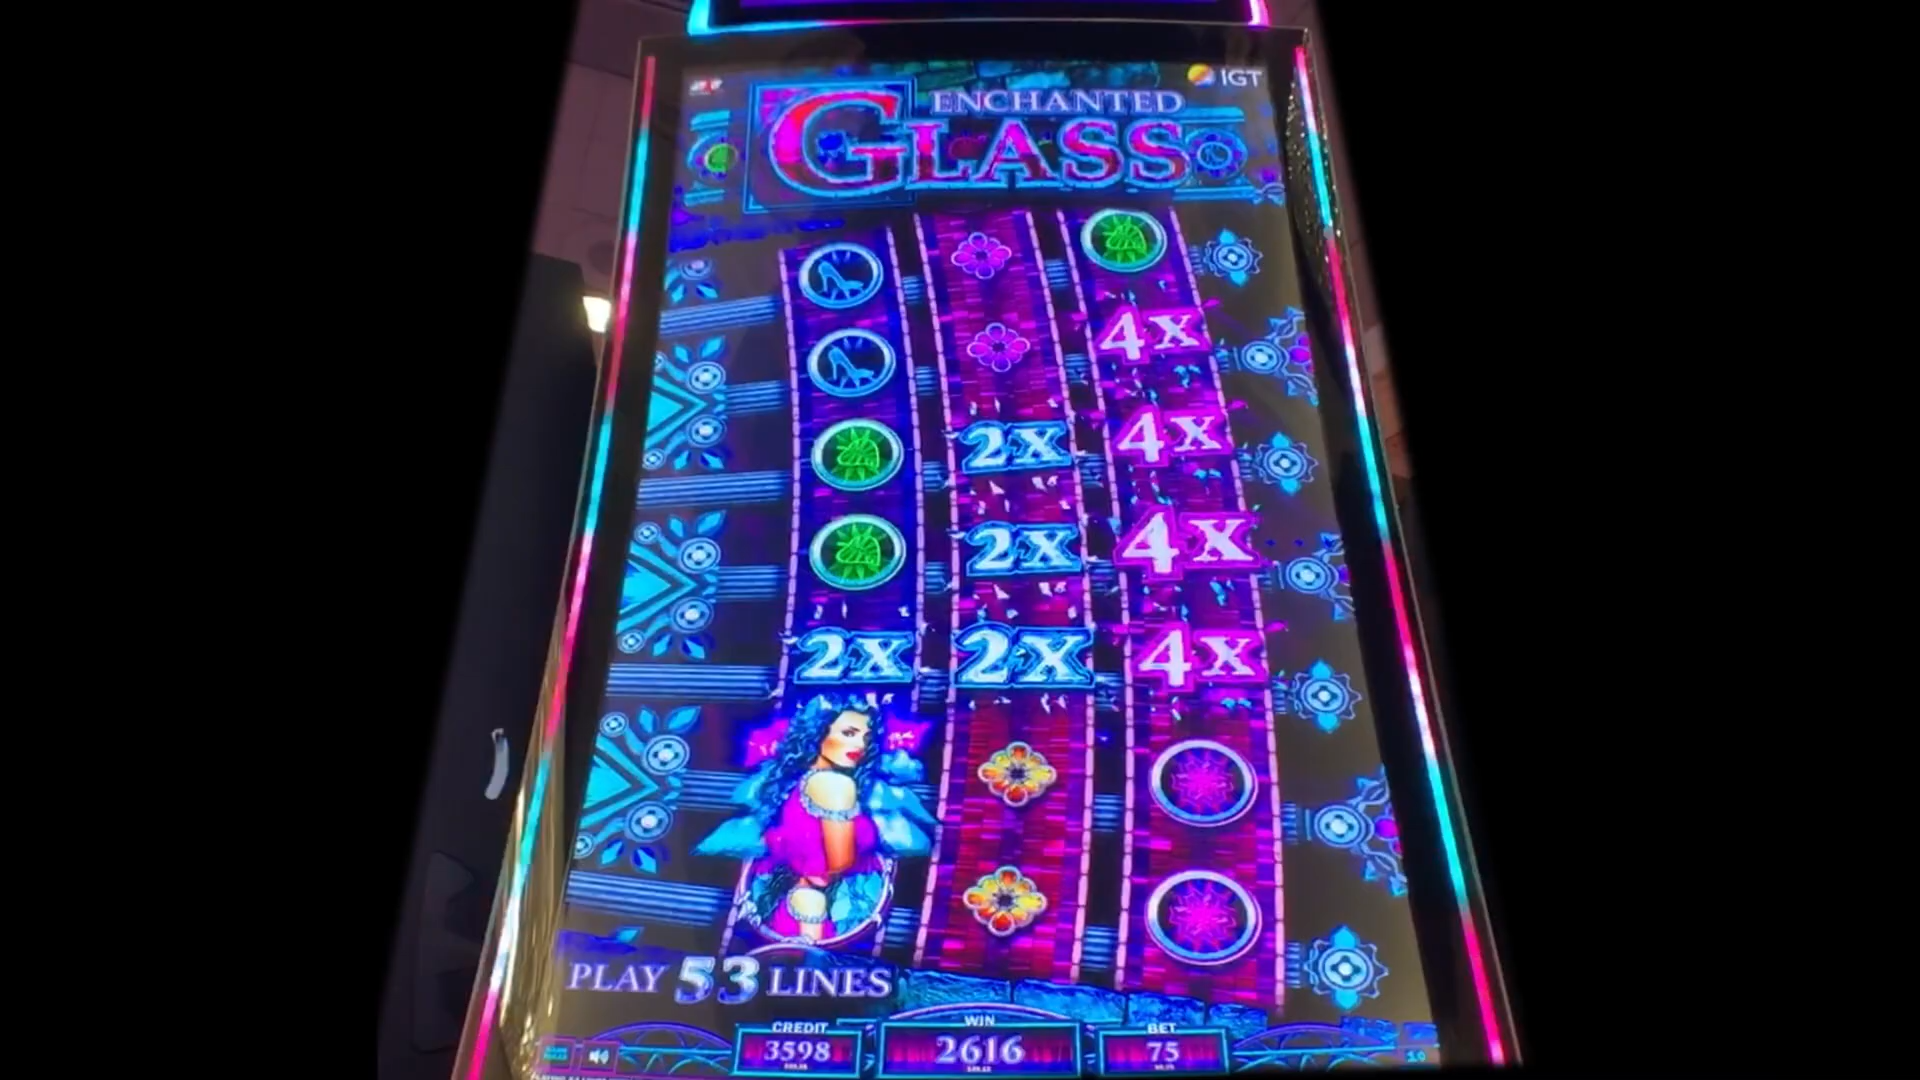 IGT
ENCHANTED
GLASS
4X
2X 4X
2X 4X
2X 2X 4X
PLAY 53 LINES
CREDIT WIN BET
3598 2616 75